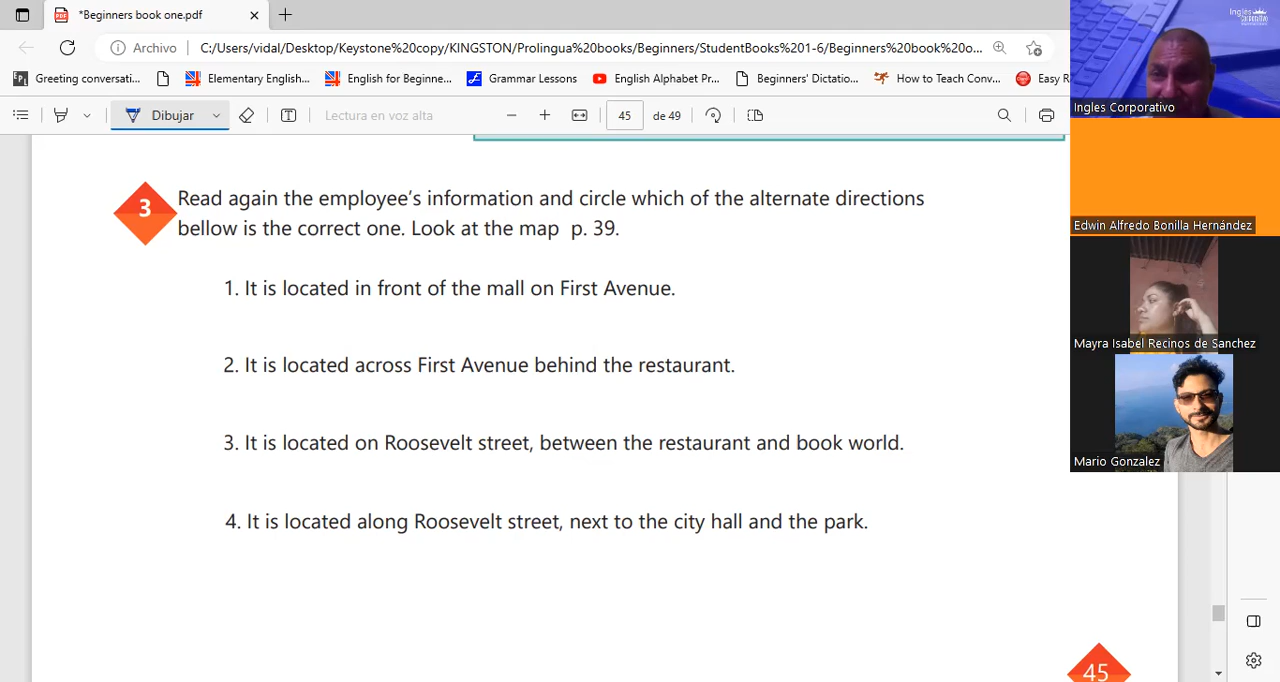 *Beginners book one.pdf
Archivo
C:/Users/vidal/Desktop/Keystone%20copy/KINGSTON/Prolingua%20books/Beginners/StudentBooks%201-6/Beginners%20book%20o...
Greeting conversati...
Elementary English...
English for Beginne...
Grammar Lessons
English Alphabet Pr...
Beginners' Dictatio...
How to Teach Conv...
Easy R
Dibujar
Lectura en voz alta
45
de 49
3
Read again the employee's information and circle which of the alternate directions
bellow is the correct one. Look at the map p. 39.
1. It is located in front of the mall on First Avenue.
2. It is located across First Avenue behind the restaurant.
3. It is located on Roosevelt street, between the restaurant and book world.
4. It is located along Roosevelt street, next to the city hall and the park.
45
Inglés
CORPORATIVO
Ingles Corporativo
Edwin Alfredo Bonilla Hernández
Mayra Isabel Recinos de Sanchez
Mario Gonzalez